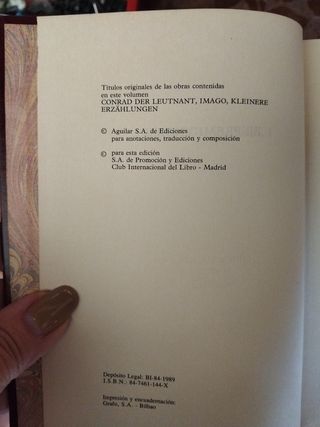 Títulos originales de las obras contenidas
en este volumen
CONRAD DER LEUTNANT, IMAGO, KLEINERE
ERZÄHLUNGEN
© Aguilar S.A. de Ediciones
para anotaciones, traducción y composición
© para esta edición
S.A. de Promoción y Ediciones
Club Internacional del Libro - Madrid
Depósito Legal: BI-84-1989
I.S.B.N.: 84-7461-144-X
Impresión y encuadernación:
Grafo, S.A. - Bilbao